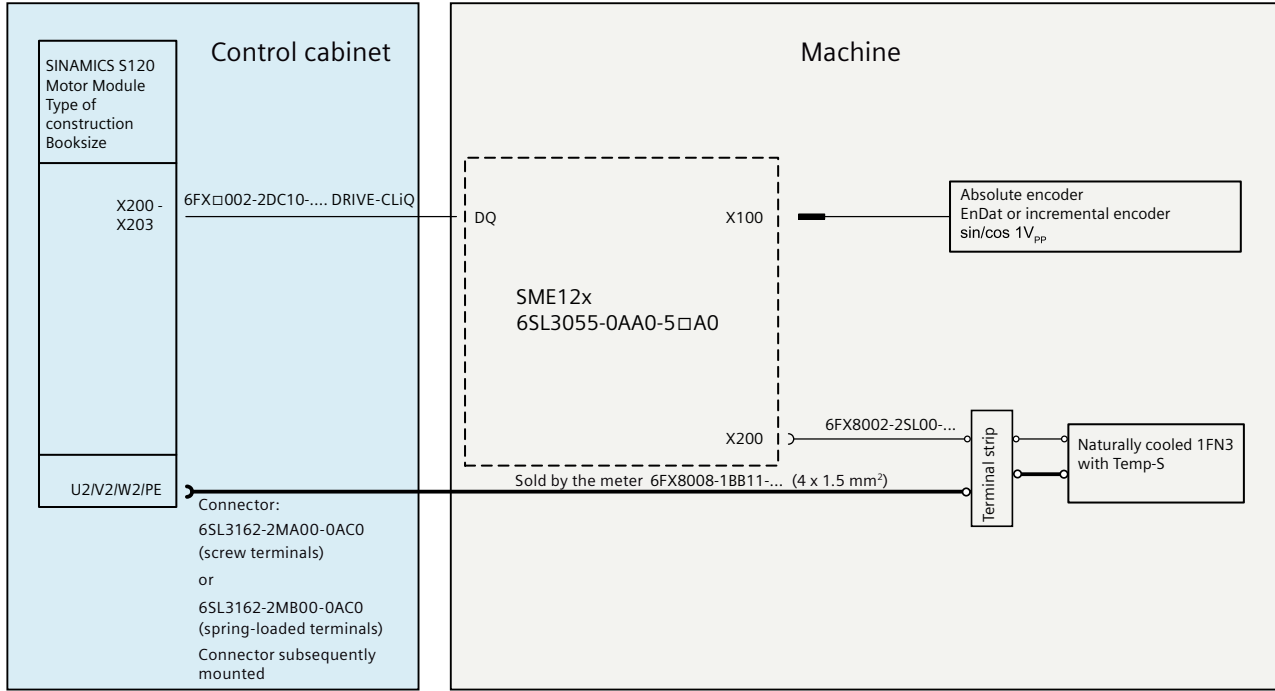 Control cabinet
Machine
SINAMICS S120
Motor Module
Type of
construction
Booksize
X200 -
X203
6FX□002-2DC10-.... DRIVE-CLiQ
DQ
X100
Absolute encoder
EnDat or incremental encoder
sin/cos 1VPP
SME12x
6SL3055-0AA0-5□A0
X200
6FX8002-2SL00-...
Terminal strip
Naturally cooled 1FN3
with Temp-S
U2/V2/W2/PE
Sold by the meter 6FX8008-1BB11-... (4 x 1.5 mm²)
Connector:
6SL3162-2MA00-0AC0
(screw terminals)
or
6SL3162-2MB00-0AC0
(spring-loaded terminals)
Connector subsequently
mounted